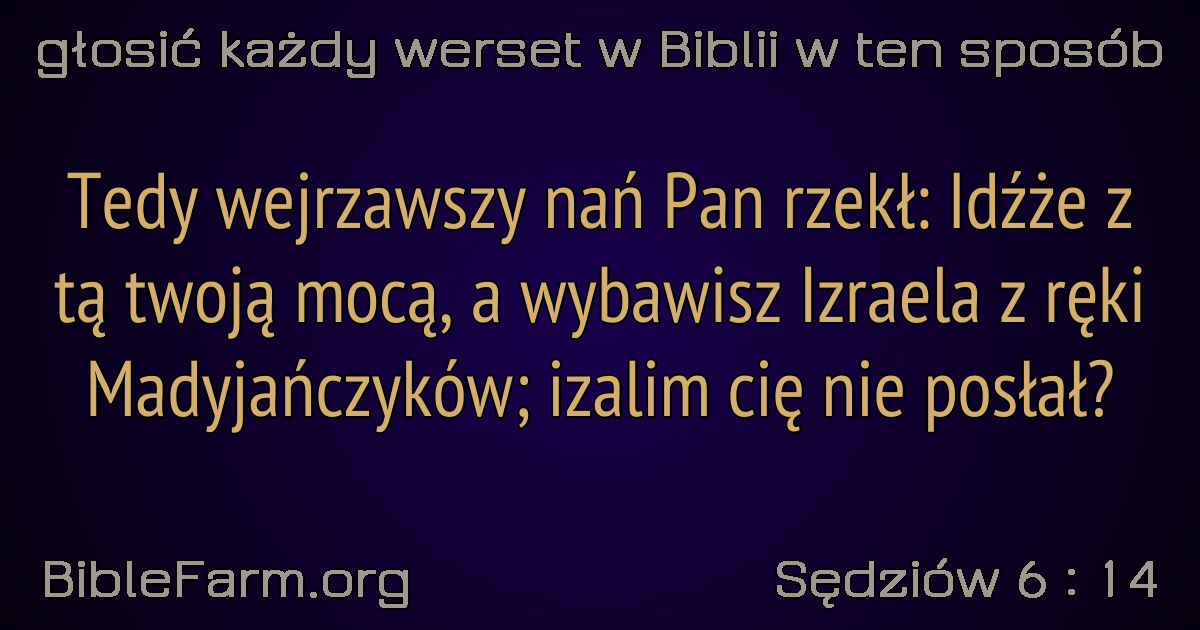 głosić każdy werset w Biblii w ten sposób
Tedy wejrzawszy nań Pan rzekł: Idźże z
tą twoją mocą, a wybawisz Izraela z ręki
Madyjańczyków; izalim cię nie posłał?
BibleFarm.org
Sędziów 6 : 14